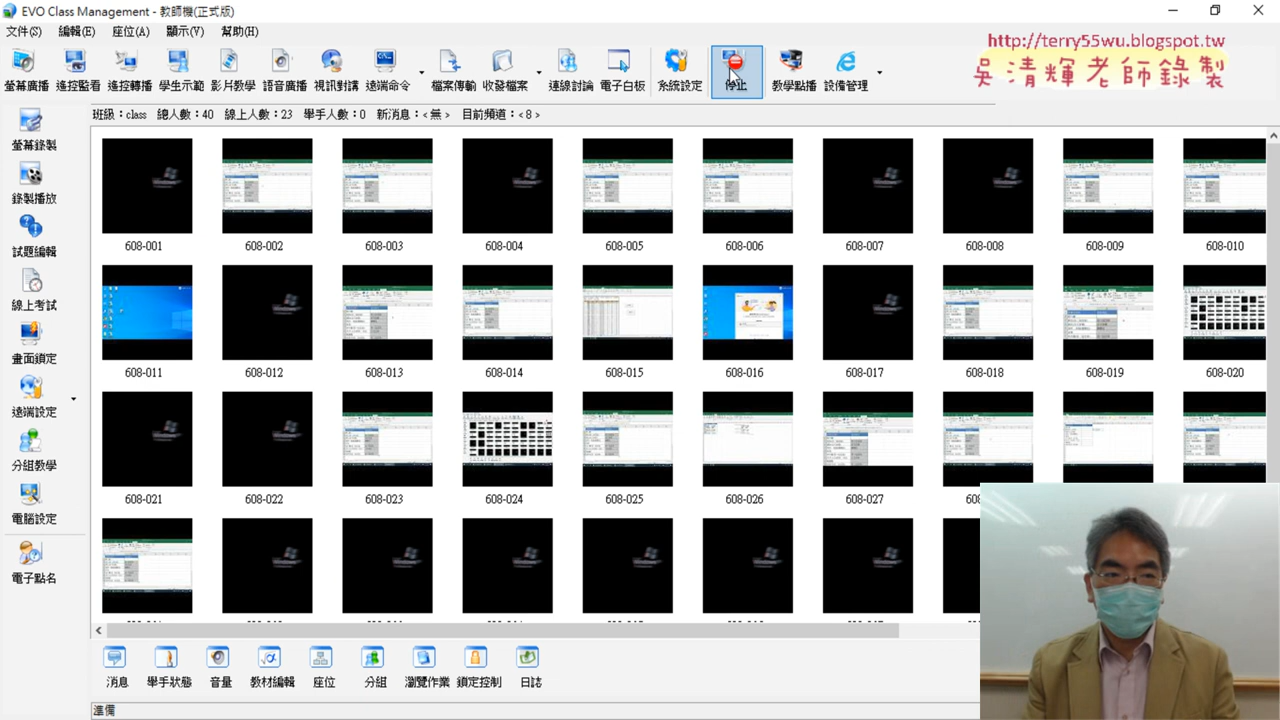 EVO Class Management - 教師機(正式版)
文件(S) 編輯(E) 座位(A) 顯示(V) 幫助(H)
http://terry55wu.blogspot.tw
吳清輝老師錄製
螢幕廣播 遙控監看 遙控轉播 學生示範 影片教學 語音廣播 視訊對講 遠端命令 檔案傳輸 收發檔案 連線討論 電子白板 系統設定 停止 教學點播 設備管理
班級：class 總人數：40 線上人數：23 舉手人數：0 新消息：<無> 目前頻道：<8>
螢幕錄製
錄製播放
試題編輯
線上考試
畫面鎖定
遠端設定
分組教學
電腦設定
電子點名
608-001 608-002 608-003 608-004 608-005 608-006 608-007 608-008 608-009 608-010
608-011 608-012 608-013 608-014 608-015 608-016 608-017 608-018 608-019 608-020
608-021 608-022 608-023 608-024 608-025 608-026 608-027
消息 舉手狀態 音量 教材編輯 座位 分組 瀏覽作業 鎖定控制 日誌
準備